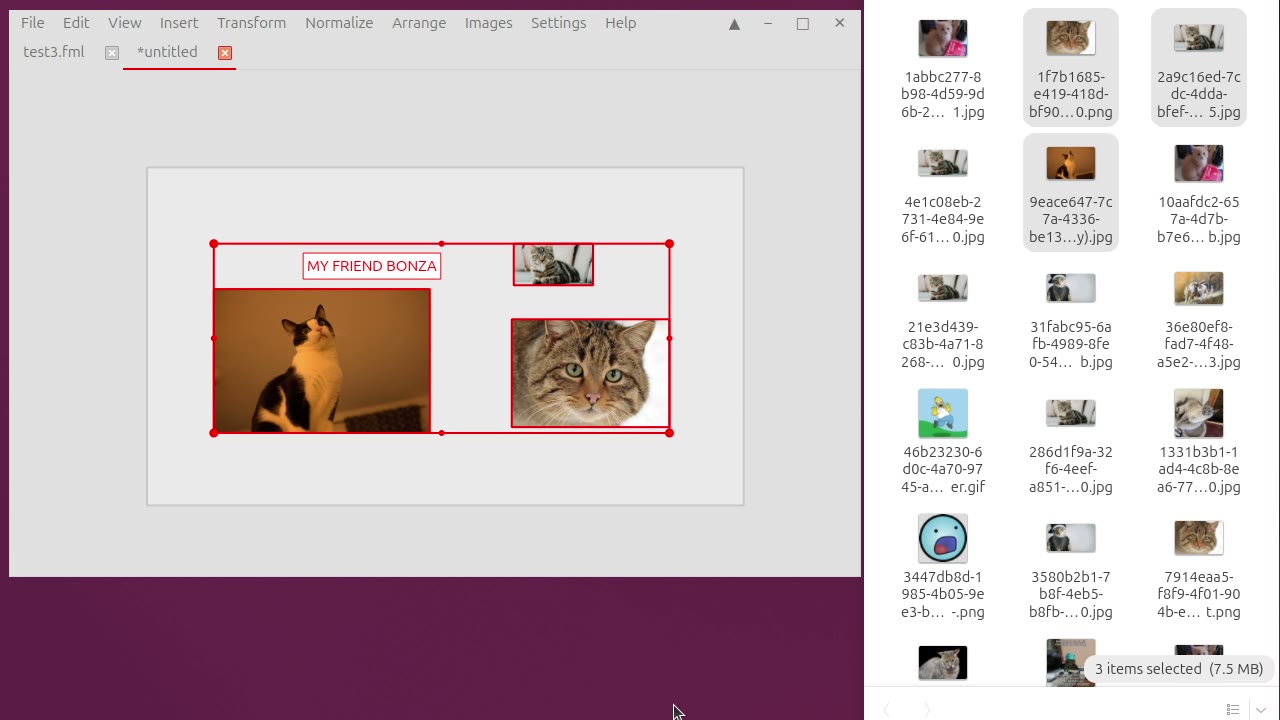 File Edit View Insert Transform Normalize Arrange Images Settings Help
test3.fml *untitled
MY FRIEND BONZA
1abbc277-8
b98-4d59-9d
6b-2… 1.jpg
1f7b1685-
e419-418d-
bf90…0.png
2a9c16ed-7c
dc-4dda-
bfef-… 5.jpg
4e1c08eb-2
731-4e84-9e
6f-61… 0.jpg
9eace647-7c
7a-4336-
be13…y).jpg
10aafdc2-65
7a-4d7b-
b7e6… b.jpg
21e3d439-
c83b-4a71-8
268-… 0.jpg
31fabc95-6a
fb-4989-8fe
0-54… b.jpg
36e80ef8-
fad7-4f48-
a5e2-…3.jpg
46b23230-6
d0c-4a70-97
45-a… er.gif
286d1f9a-32
f6-4eef-
a851-…0.jpg
1331b3b1-1
ad4-4c8b-8e
a6-77…0.jpg
3447db8d-1
985-4b05-9e
e3-b… -.png
3580b2b1-7
b8f-4eb5-
b8fb-…0.jpg
7914eaa5-
f8f9-4f01-90
4b-e… t.png
3 items selected (7.5 MB)